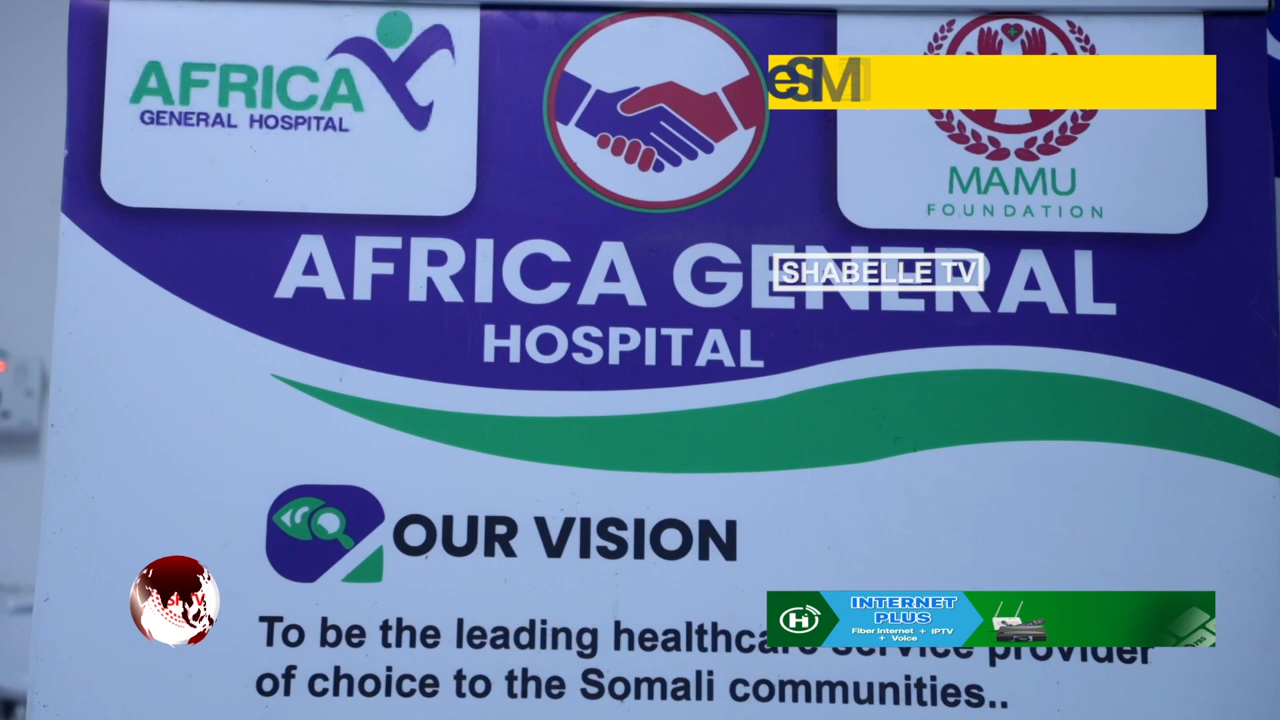 AFRICA
GENERAL HOSPITAL
eSIM
MAMU
FOUNDATION
AFRICA GENERAL
SHABELLE TV
HOSPITAL
OUR VISION
To be the leading healthcare service provider
of choice to the Somali communities..
INTERNET
PLUS
Fiber Internet + IPTV
+ Voice
H